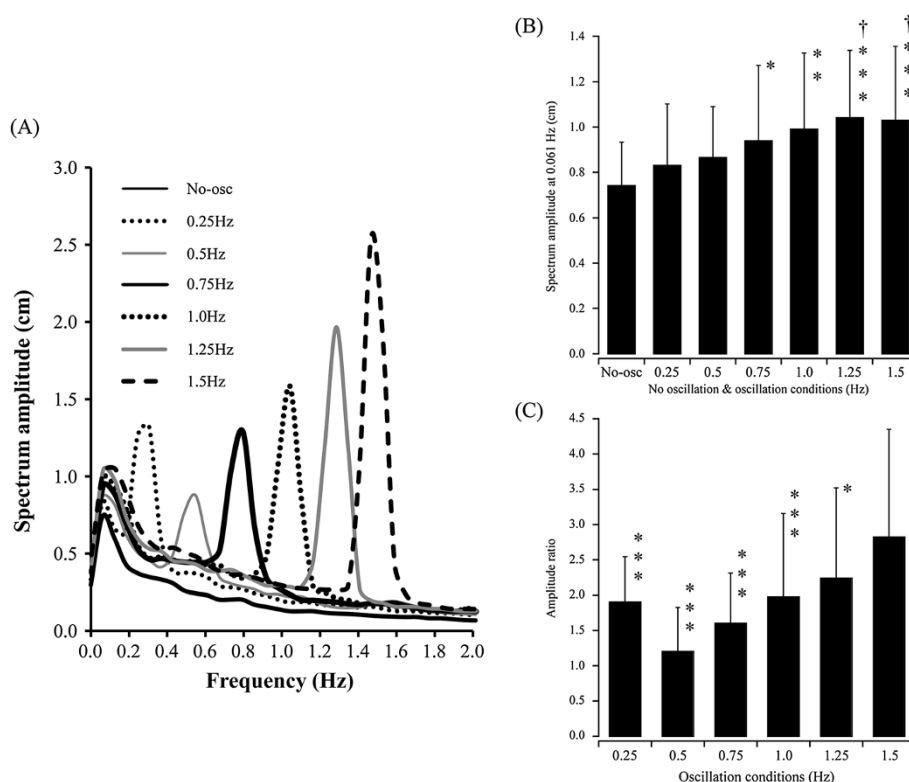 (A)
3.0
2.5
2.0
1.5
1.0
0.5
0.0
Spectrum amplitude (cm)
No-osc
0.25Hz
0.5Hz
0.75Hz
1.0Hz
1.25Hz
1.5Hz
0.0 0.2 0.4 0.6 0.8 1.0 1.2 1.4 1.6 1.8 2.0
Frequency (Hz)
(B)
1.4
1.2
1.0
0.8
0.6
0.4
0.2
0.0
Spectrum amplitude at 0.061 Hz (cm)
*
**
†***
†***
No-osc 0.25 0.5 0.75 1.0 1.25 1.5
No oscillation & oscillation conditions (Hz)
(C)
4.5
4.0
3.5
3.0
2.5
2.0
1.5
1.0
0.5
0.0
Amplitude ratio
***
***
***
***
*
0.25 0.5 0.75 1.0 1.25 1.5
Oscillation conditions (Hz)